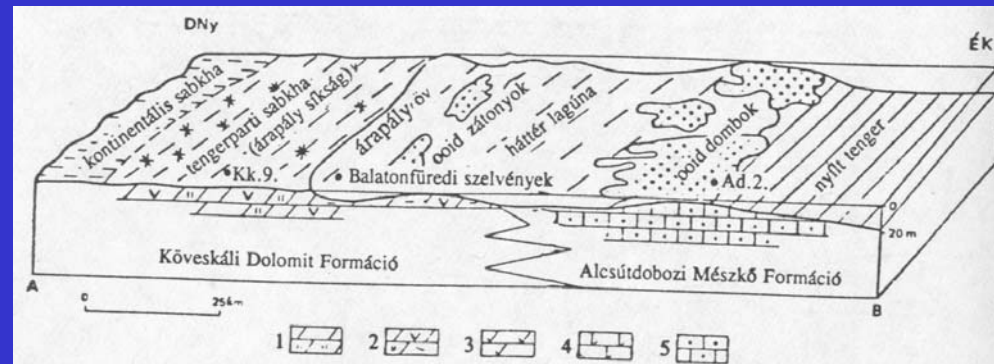 DNy
ÉK
kontinentális sabkha
tengerparti sabkha
(árapály síkság)
árapály öv
ooid zátonyok
háttér lagúna
ooid dombok
nyílt tenger
Kk.9.
Balatonfüredi szelvények
Ad.2.
0
20 m
Köveskáli Dolomit Formáció
Alcsútdobozi Mészkő Formáció
A
B
0
25km
1
2
3
4
5